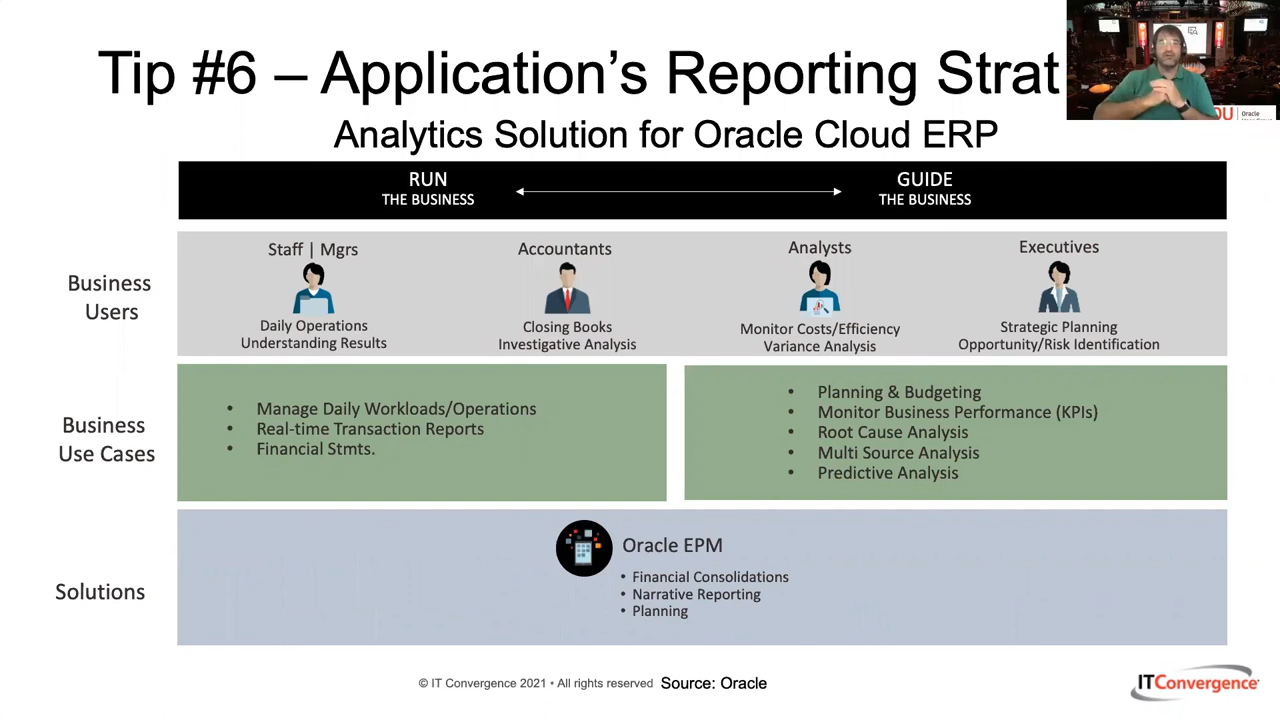 Tip #6 – Application’s Reporting Strat
Analytics Solution for Oracle Cloud ERP
RUN
THE BUSINESS
GUIDE
THE BUSINESS
Business
Users
Staff | Mgrs
Daily Operations
Understanding Results
Accountants
Closing Books
Investigative Analysis
Analysts
Monitor Costs/Efficiency
Variance Analysis
Executives
Strategic Planning
Opportunity/Risk Identification
Business
Use Cases
• Manage Daily Workloads/Operations
• Real-time Transaction Reports
• Financial Stmts.
• Planning & Budgeting
• Monitor Business Performance (KPIs)
• Root Cause Analysis
• Multi Source Analysis
• Predictive Analysis
Solutions
Oracle EPM
• Financial Consolidations
• Narrative Reporting
• Planning
© IT Convergence 2021 • All rights reserved Source: Oracle
ITConvergence
OU
Oracle